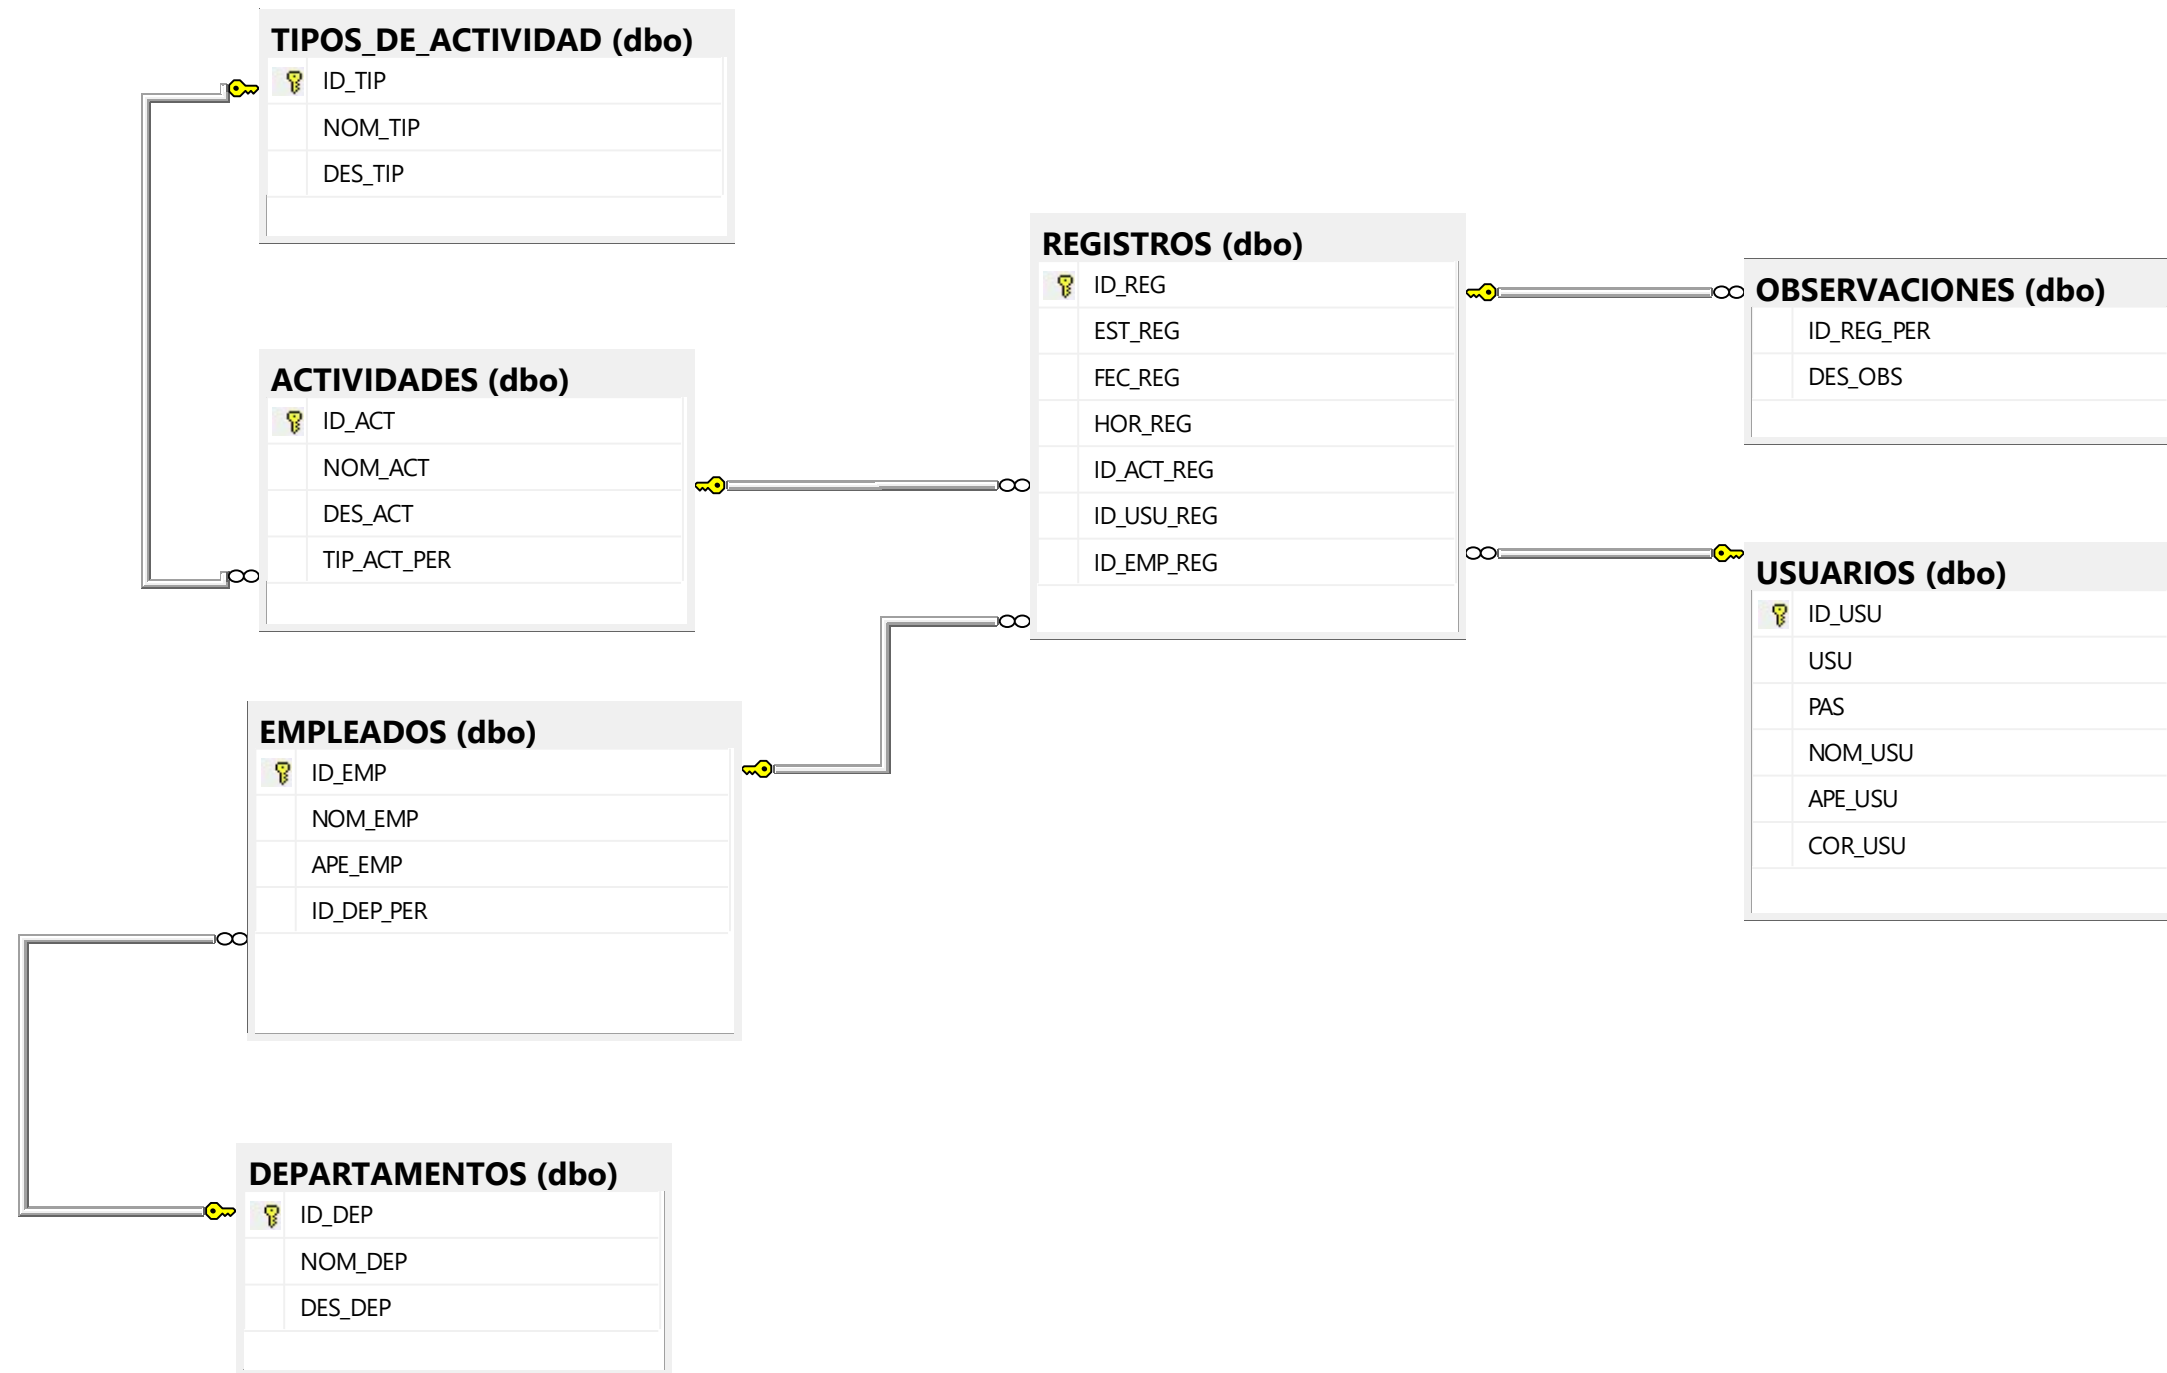 TIPOS_DE_ACTIVIDAD (dbo)
ID_TIP
NOM_TIP
DES_TIP
ACTIVIDADES (dbo)
ID_ACT
NOM_ACT
DES_ACT
TIP_ACT_PER
EMPLEADOS (dbo)
ID_EMP
NOM_EMP
APE_EMP
ID_DEP_PER
DEPARTAMENTOS (dbo)
ID_DEP
NOM_DEP
DES_DEP
REGISTROS (dbo)
ID_REG
EST_REG
FEC_REG
HOR_REG
ID_ACT_REG
ID_USU_REG
ID_EMP_REG
OBSERVACIONES (dbo)
ID_REG_PER
DES_OBS
USUARIOS (dbo)
ID_USU
USU
PAS
NOM_USU
APE_USU
COR_USU